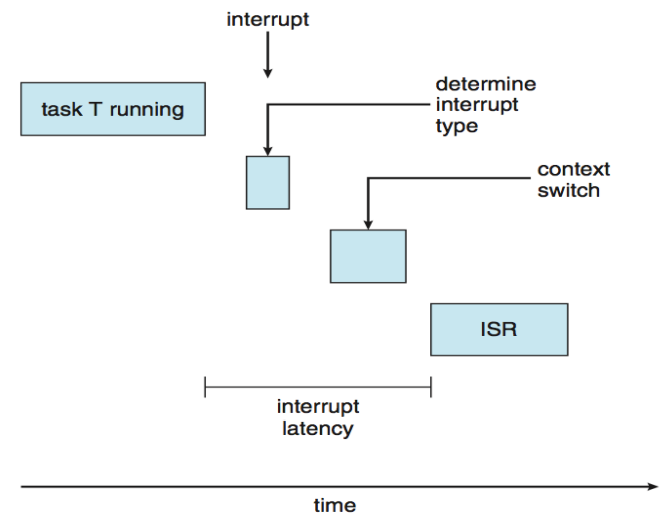 interrupt
task T running
determine
interrupt
type
context
switch
ISR
interrupt
latency
time